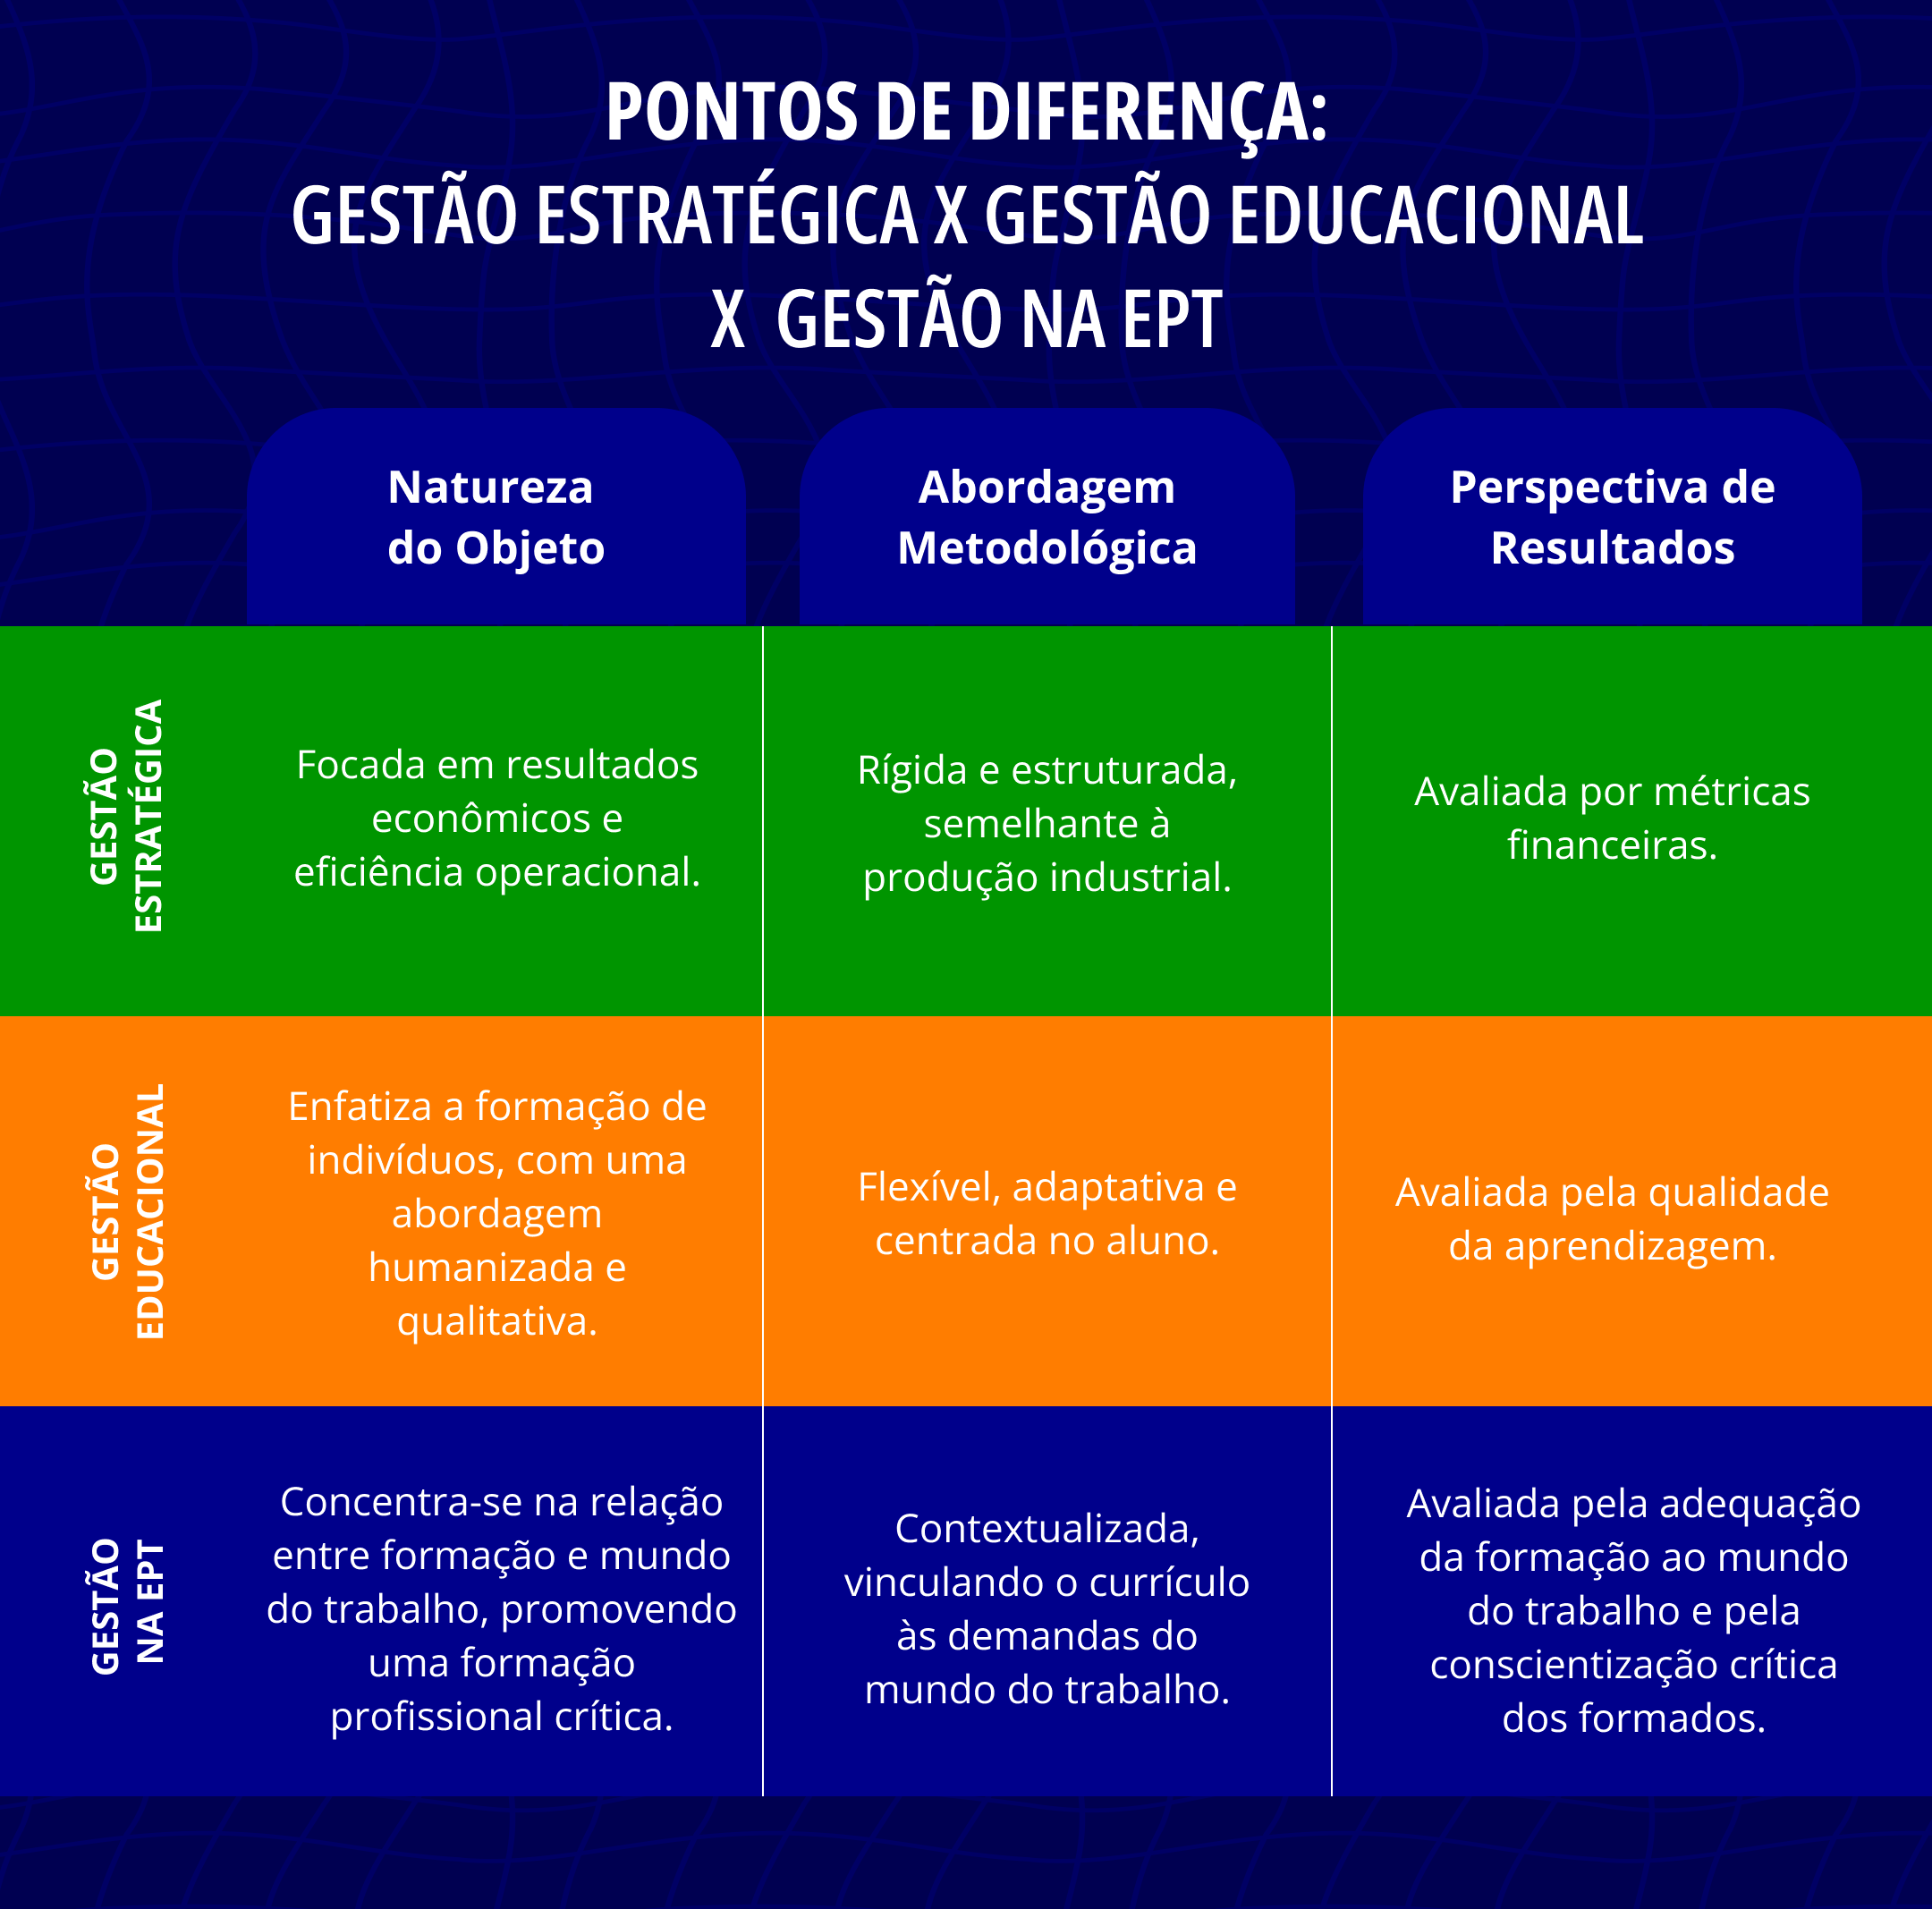 PONTOS DE DIFERENÇA:
GESTÃO ESTRATÉGICA X GESTÃO EDUCACIONAL
X GESTÃO NA EPT
Natureza
do Objeto
Abordagem
Metodológica
Perspectiva de
Resultados
GESTÃO
ESTRATÉGICA
Focada em resultados
econômicos e
eficiência operacional.
Rígida e estruturada,
semelhante à
produção industrial.
Avaliada por métricas
financeiras.
GESTÃO
EDUCACIONAL
Enfatiza a formação de
indivíduos, com uma
abordagem
humanizada e
qualitativa.
Flexível, adaptativa e
centrada no aluno.
Avaliada pela qualidade
da aprendizagem.
GESTÃO
NA EPT
Concentra-se na relação
entre formação e mundo
do trabalho, promovendo
uma formação
profissional crítica.
Contextualizada,
vinculando o currículo
às demandas do
mundo do trabalho.
Avaliada pela adequação
da formação ao mundo
do trabalho e pela
conscientização crítica
dos formados.